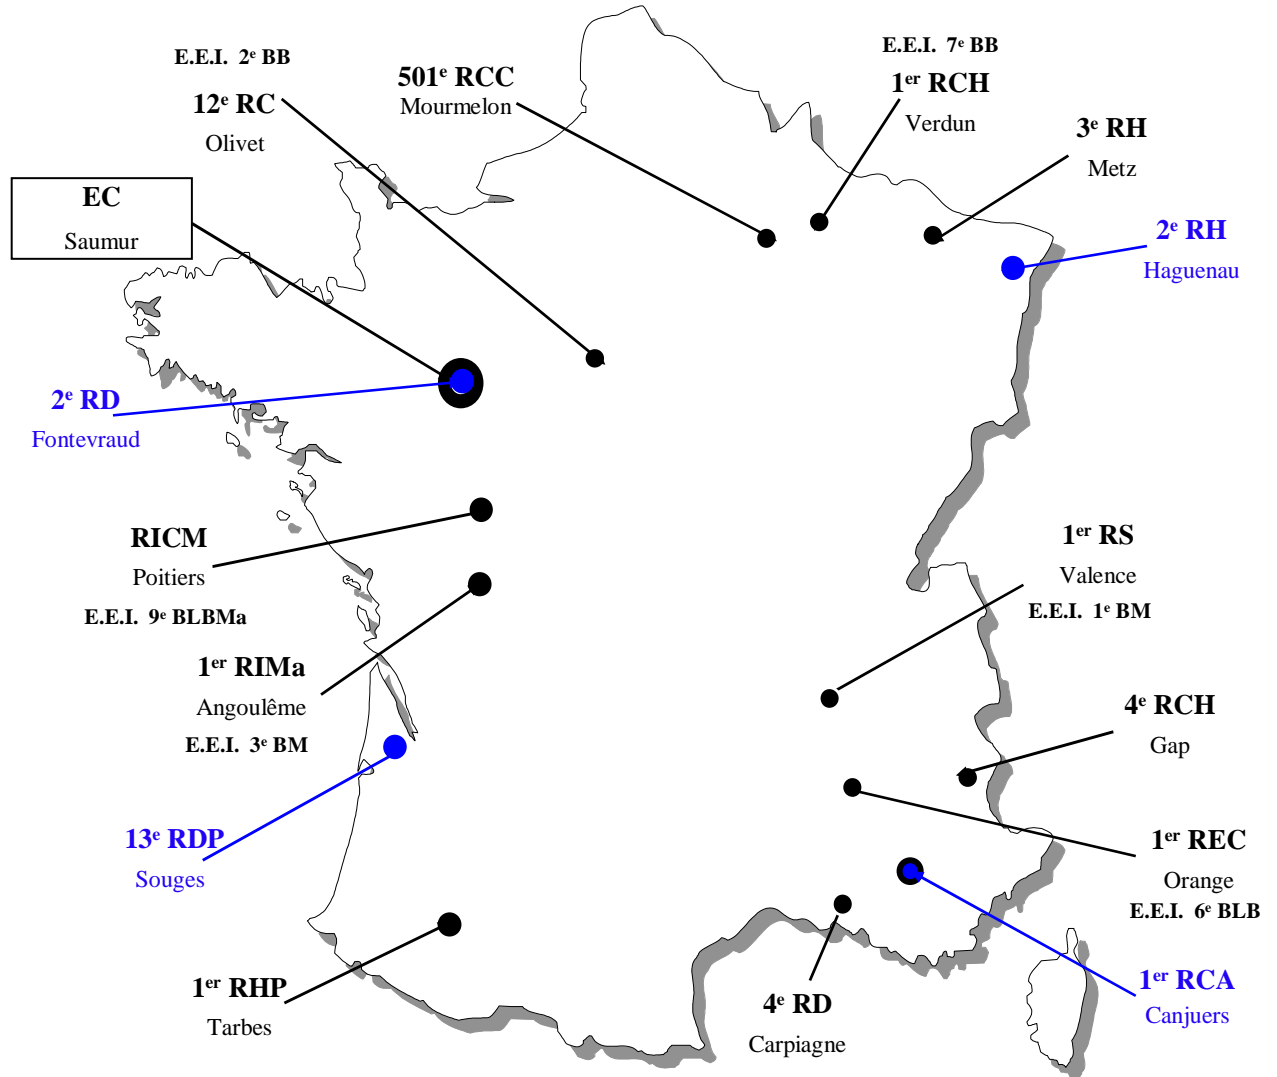 E.E.I. 2ᵉ BB
12ᵉ RC
Olivet
501ᵉ RCC
Mourmelon
E.E.I. 7ᵉ BB
1ᵉʳ RCH
Verdun
3ᵉ RH
Metz
EC
Saumur
2ᵉ RH
Haguenau
2ᵉ RD
Fontevraud
RICM
Poitiers
E.E.I. 9ᵉ BLBMa
1ᵉʳ RS
Valence
E.E.I. 1ᵉ BM
1ᵉʳ RIMa
Angoulême
E.E.I. 3ᵉ BM
4ᵉ RCH
Gap
13ᵉ RDP
Souges
1ᵉʳ REC
Orange
E.E.I. 6ᵉ BLB
1ᵉʳ RHP
Tarbes
4ᵉ RD
Carpiagne
1ᵉʳ RCA
Canjuers